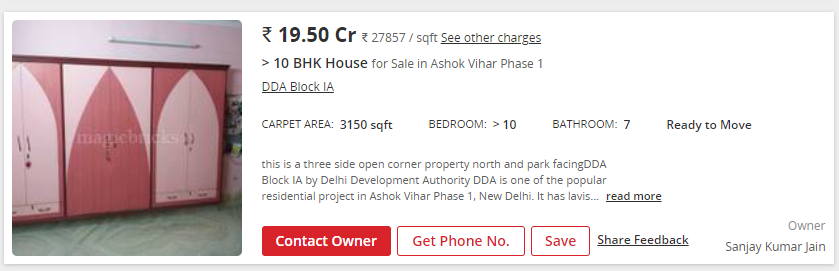 ₹ 19.50 Cr ₹ 27857 / sqft See other charges
> 10 BHK House for Sale in Ashok Vihar Phase 1
DDA Block IA
CARPET AREA: 3150 sqft BEDROOM: > 10 BATHROOM: 7 Ready to Move
magicbricks
this is a three side open corner property north and park facingDDA
Block IA by Delhi Development Authority DDA is one of the popular
residential project in Ashok Vihar Phase 1, New Delhi. It has lavis... read more
Contact Owner Get Phone No. Save Share Feedback
Owner
Sanjay Kumar Jain